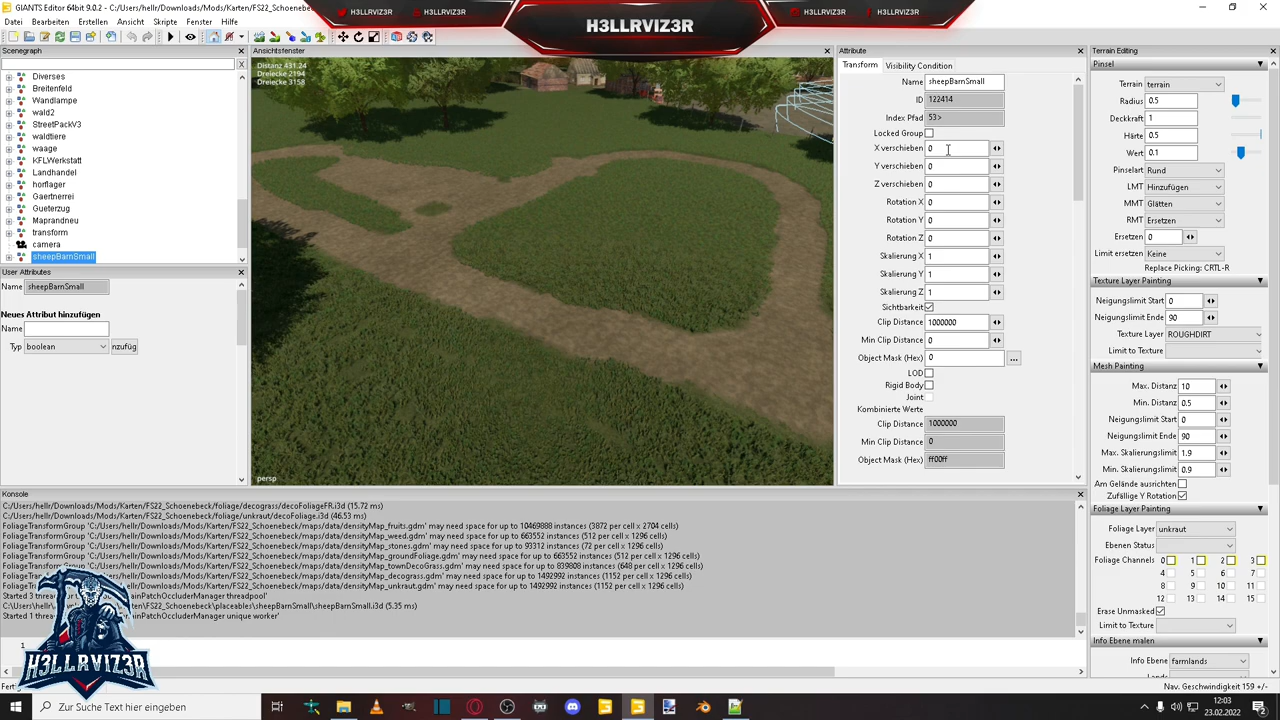 GIANTS Editor 64bit 9.0.2 - C:/Users/hellr/Downloads/Mods/Karten/FS22_Schoeneb
H3LLRVIZ3R
H3LLRVIZ3R
H3LLRVIZ3R
H3LLRVIZ3R
H3LLRVIZ3R
Datei Bearbeiten Erstellen Ansicht Skripte Fenster Hilfe
Scenegraph
Diverses
Breitenfeld
Wandlampe
wald2
StreetPackV3
waldtiere
waage
KFLWerkstatt
Landhandel
horflager
Gaertnerrei
Gueterzug
Maprandneu
transform
camera
sheepBarnSmall
User Attributes
Name sheepBarnSmall
Neues Attribut hinzufügen
Name
Typ boolean nzufüg
Ansichtsfenster
Distanz 431.24
Dreiecke 2194
Dreiecke 3158
persp
Attribute
Transform Visibility Condition
Name sheepBarnSmall
ID 122414
Index Pfad 53>
Locked Group
X verschieben 0
Y verschieben 0
Z verschieben 0
Rotation X 0
Rotation Y 0
Rotation Z 0
Skalierung X 1
Skalierung Y 1
Skalierung Z 1
Sichtbarkeit
Clip Distance 1000000
Min Clip Distance 0
Object Mask (Hex) 0 ...
LOD
Rigid Body
Joint
Kombinierte Werte
Clip Distance 1000000
Min Clip Distance 0
Object Mask (Hex) ff00ff
Terrain Editing
Pinsel
Terrain terrain
Radius 0.5
Deckkraft 1
Härte 0.5
Wert 0.1
Pinselart Rund
LMT Hinzufügen
MMT Glätten
RMT Ersetzen
Ersetzen 0
Limit ersetzen Keine
Replace Picking: CRTL-R
Texture Layer Painting
Neigungslimit Start 0
Neigungslimit Ende 90
Texture Layer ROUGHDIRT
Limit to Texture
Mesh Painting
Max. Distanz 10
Min. Distanz 0.5
Neigungslimit Start 0
Neigungslimit Ende 90
Max. Skalierungslimit 1.9
Min. Skalierungslimit 0.9
Am Gelände ausrichten
Zufällige Y Rotation
Foliage Layer Painting
Foliage Layer unkraut
Ebenen Status
Foliage Channels 0 1 2 3
4
8 9 10 11
12 13 14 15
Erase Unmasked
Limit to Texture
Info Ebene malen
Info Ebene farmlands
Konsole
C:/Users/hellr/Downloads/Mods/Karten/FS22_Schoenebeck/foliage/decograss/decoFoliageFR.i3d (15.72 ms)
C:/Users/hellr/Downloads/Mods/Karten/FS22_Schoenebeck/foliage/unkraut/decoFoliage.i3d (46.53 ms)
FoliageTransformGroup 'C:/Users/hellr/Downloads/Mods/Karten/FS22_Schoenebeck/maps/data/densityMap_fruits.gdm' may need space for up to 10469888 instances (3872 per cell x 2704 cells)
FoliageTransformGroup 'C:/Users/hellr/Downloads/Mods/Karten/FS22_Schoenebeck/maps/data/densityMap_weed.gdm' may need space for up to 663552 instances (512 per cell x 1296 cells)
FoliageTransformGroup 'C:/Users/hellr/Downloads/Mods/Karten/FS22_Schoenebeck/maps/data/densityMap_stones.gdm' may need space for up to 93312 instances (72 per cell x 1296 cells)
FoliageTransformGroup 'C:/Users/hellr/Downloads/Mods/Karten/FS22_Schoenebeck/maps/data/densityMap_groundFoliage.gdm' may need space for up to 663552 instances (512 per cell x 1296 cells)
FoliageTransformGroup 'C:/Users/hellr/Downloads/Mods/Karten/FS22_Schoenebeck/maps/data/densityMap_townDecoGrass.gdm' may need space for up to 839808 instances (648 per cell x 1296 cells)
FoliageTransformGroup 'C:/Users/hellr/Downloads/Mods/Karten/FS22_Schoenebeck/maps/data/densityMap_decograss.gdm' may need space for up to 1492992 instances (1152 per cell x 1296 cells)
FoliageTransformGroup 'C:/Users/hellr/Downloads/Mods/Karten/FS22_Schoenebeck/maps/data/densityMap_unkraut.gdm' may need space for up to 1492992 instances (1152 per cell x 1296 cells)
Started 3 ainPatchOccluderManager threadpool'
C:\Users\hellr\ Karten/FS22_Schoenebeck\placeables\sheepBarnSmall\sheepBarnSmall.i3d (5.35 ms)
Started 1 ainPatchOccluderManager unique worker'
1
H3LLRVIZ3R
Nav. Geschwindigkeit 159 +/-
Zur Suche Text hier eingeben
12:03
23.02.2022